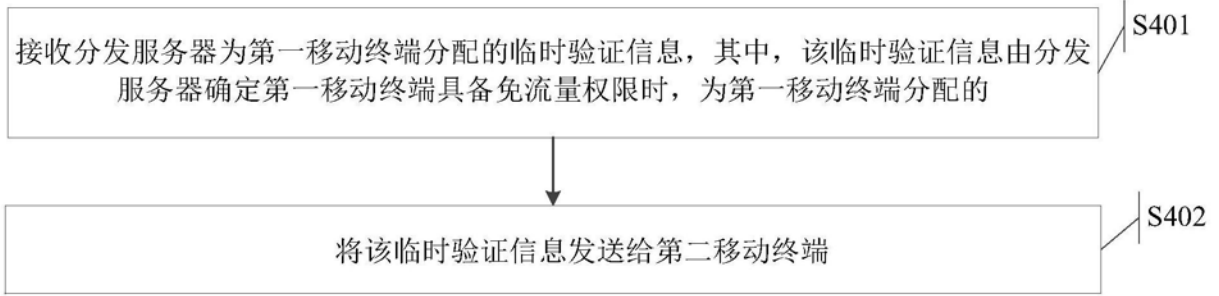 S401
接收分发服务器为第一移动终端分配的临时验证信息，其中，该临时验证信息由分发
服务器确定第一移动终端具备免流量权限时，为第一移动终端分配的
S402
将该临时验证信息发送给第二移动终端